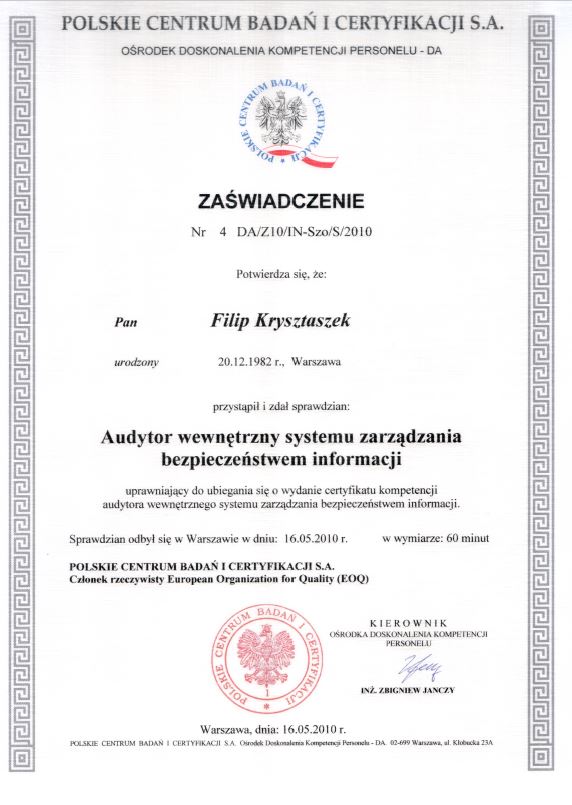 POLSKIE CENTRUM BADAŃ I CERTYFIKACJI S.A.
OŚRODEK DOSKONALENIA KOMPETENCJI PERSONELU - DA
POLSKIE CENTRUM BADAŃ I CERTYFIKACJI
ZAŚWIADCZENIE
Nr 4 DA/Z10/IN-Szo/S/2010
Potwierdza się, że:
Pan Filip Krysztaszek
urodzony 20.12.1982 r., Warszawa
przystąpił i zdał sprawdzian:
Audytor wewnętrzny systemu zarządzania
bezpieczeństwem informacji
uprawniający do ubiegania się o wydanie certyfikatu kompetencji
audytora wewnętrznego systemu zarządzania bezpieczeństwem informacji.
Sprawdzian odbył się w Warszawie w dniu: 16.05.2010 r. w wymiarze: 60 minut
POLSKIE CENTRUM BADAŃ I CERTYFIKACJI S.A.
Członek rzeczywisty European Organization for Quality (EOQ)
POLSKIE CENTRUM BADAŃ I CERTYFIKACJI
1
KIEROWNIK
OŚRODKA DOSKONALENIA KOMPETENCJI
PERSONELU
INŻ. ZBIGNIEW JANCZY
Warszawa, dnia: 16.05.2010 r.
POLSKIE CENTRUM BADAŃ I CERTYFIKACJI S.A. Ośrodek Doskonalenia Kompetencji Personelu - DA. 02-699 Warszawa, ul. Kłobucka 23A